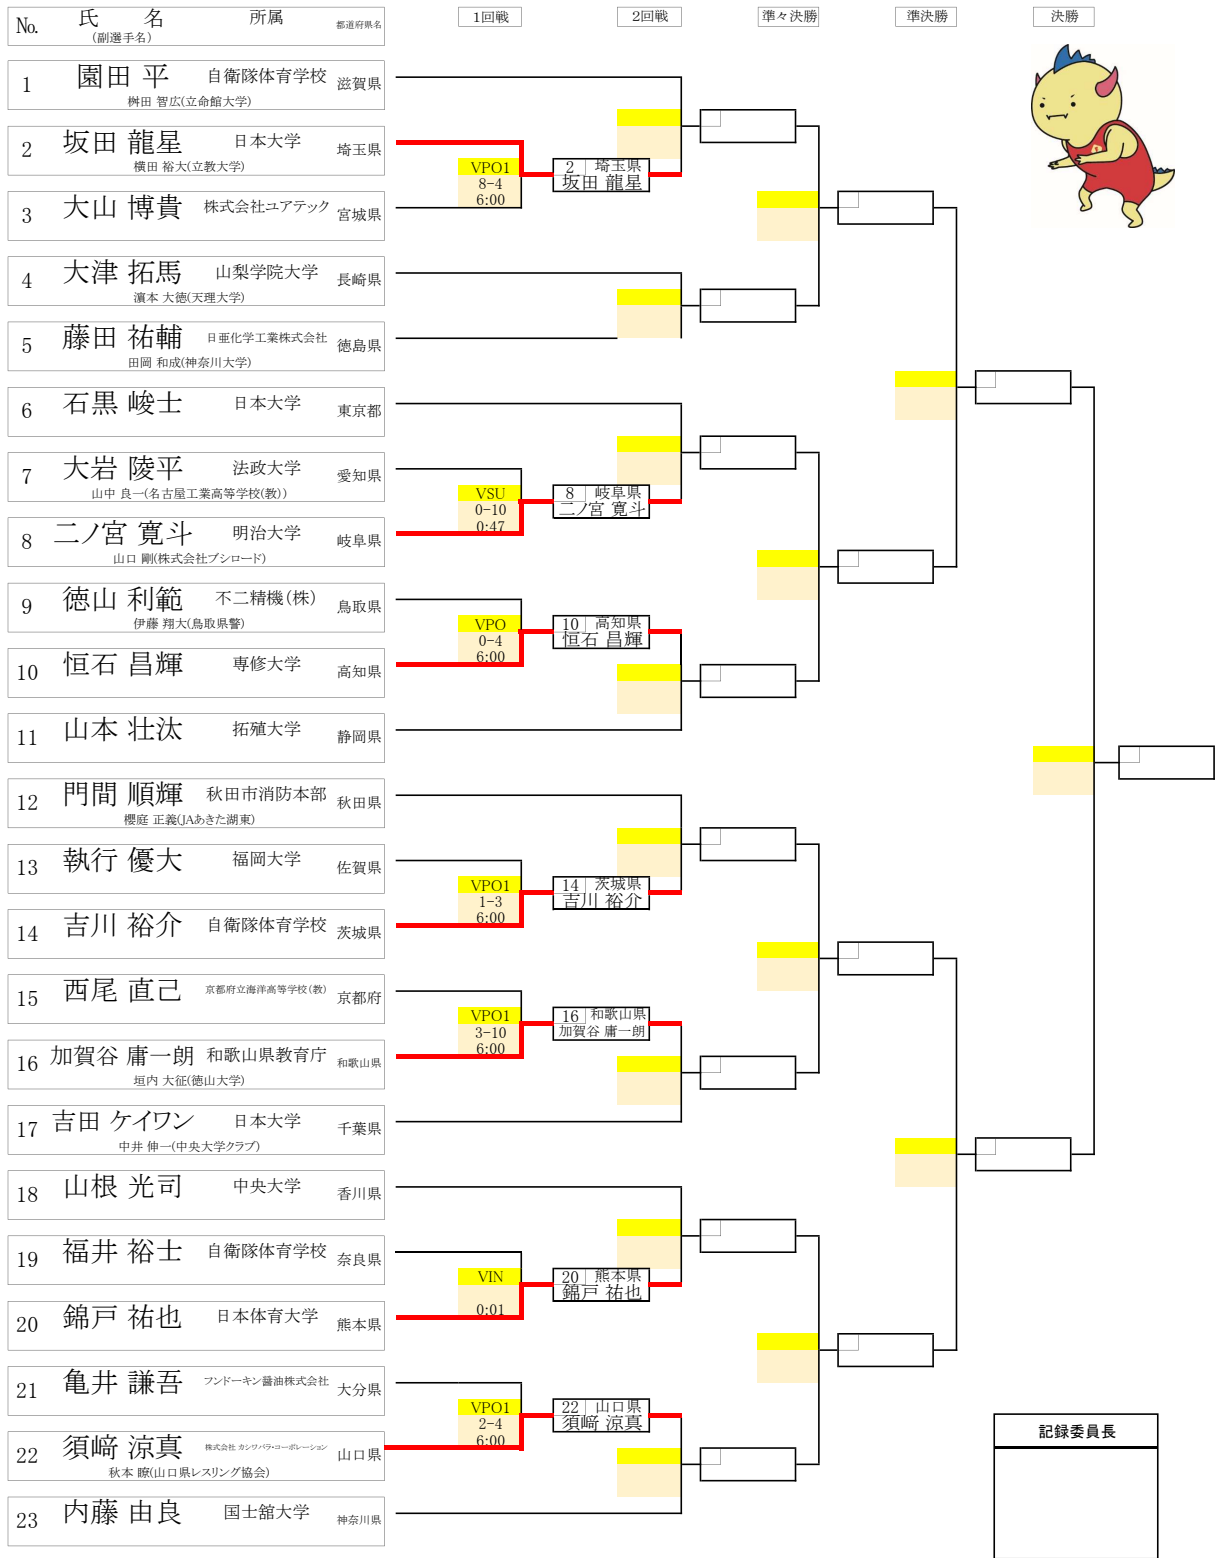 No. 氏 名 所属 都道府県名 1回戦 2回戦 準々決勝 準決勝 決勝
(副選手名)
1 園田 平 自衛隊体育学校 滋賀県
桝田 智広(立命館大学)
2 坂田 龍星 日本大学 埼玉県
横田 裕大(立教大学)
VPO1
8-4
6:00
2 埼玉県
坂田 龍星
3 大山 博貴 株式会社ユアテック 宮城県
4 大津 拓馬 山梨学院大学 長崎県
濵本 大徳(天理大学)
5 藤田 祐輔 日亜化学工業株式会社 徳島県
田岡 和成(神奈川大学)
6 石黒 峻士 日本大学 東京都
7 大岩 陵平 法政大学 愛知県
山中 良一(名古屋工業高等学校(教))
VSU
0-10
0:47
8 岐阜県
二ノ宮 寛斗
8 二ノ宮 寛斗 明治大学 岐阜県
山口 剛(株式会社ブシロード)
9 徳山 利範 不二精機(株) 鳥取県
伊藤 翔大(鳥取県警)
VPO
0-4
6:00
10 高知県
恒石 昌輝
10 恒石 昌輝 専修大学 高知県
11 山本 壮汰 拓殖大学 静岡県
12 門間 順輝 秋田市消防本部 秋田県
櫻庭 正義(JAあきた湖東)
13 執行 優大 福岡大学 佐賀県
VPO1
1-3
6:00
14 茨城県
吉川 裕介
14 吉川 裕介 自衛隊体育学校 茨城県
15 西尾 直己 京都府立海洋高等学校(教) 京都府
VPO1
3-10
6:00
16 和歌山県
加賀谷 庸一朗
16 加賀谷 庸一朗 和歌山県教育庁 和歌山県
垣内 大征(徳山大学)
17 吉田 ケイワン 日本大学 千葉県
中井 伸一(中央大学クラブ)
18 山根 光司 中央大学 香川県
19 福井 裕士 自衛隊体育学校 奈良県
VIN
0:01
20 熊本県
錦戸 祐也
20 錦戸 祐也 日本体育大学 熊本県
21 亀井 謙吾 フンドーキン醤油株式会社 大分県
VPO1
2-4
6:00
22 山口県
須﨑 涼真
22 須﨑 涼真 株式会社 カシワバラ・コーポレーション 山口県
秋本 瞭(山口県レスリング協会)
23 内藤 由良 国士舘大学 神奈川県
記録委員長